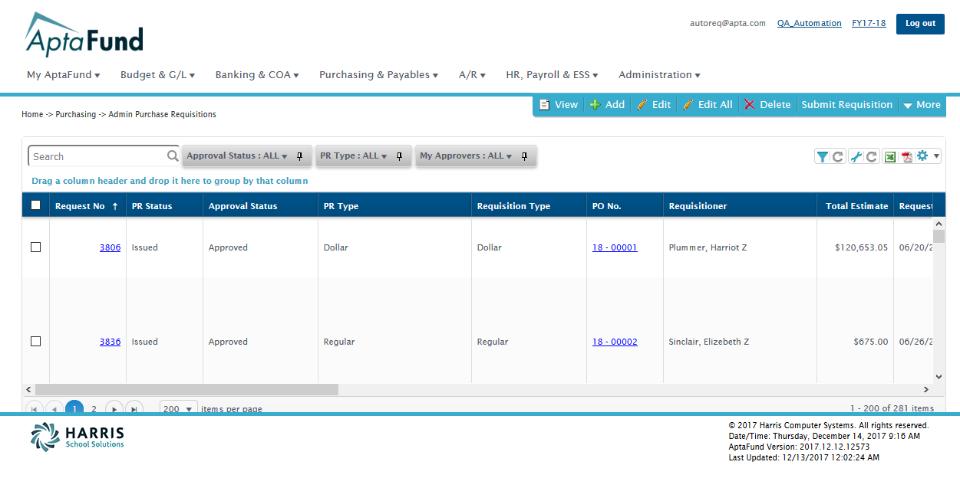 AptaFund
autoreq@apta.com QA_Automation FY17-18 Log out
My AptaFund Budget & G/L Banking & COA Purchasing & Payables A/R HR, Payroll & ESS Administration
View Add Edit Edit All Delete Submit Requisition More
Home -> Purchasing -> Admin Purchase Requisitions
Search Approval Status : ALL PR Type : ALL My Approvers : ALL
Drag a column header and drop it here to group by that column
Request No ↑ PR Status Approval Status PR Type Requisition Type PO No. Requisitioner Total Estimate Request
3806 Issued Approved Dollar Dollar 18 - 00001 Plummer, Harriot Z $120,653.05 06/20/2
3836 Issued Approved Regular Regular 18 - 00002 Sinclair, Elizebeth Z $675.00 06/26/2
1 2 200 items per page 1 - 200 of 281 items
HARRIS
School Solutions
© 2017 Harris Computer Systems. All rights reserved.
Date/Time: Thursday, December 14, 2017 9:16 AM
AptaFund Version: 2017.12.12.12573
Last Updated: 12/13/2017 12:02:24 AM